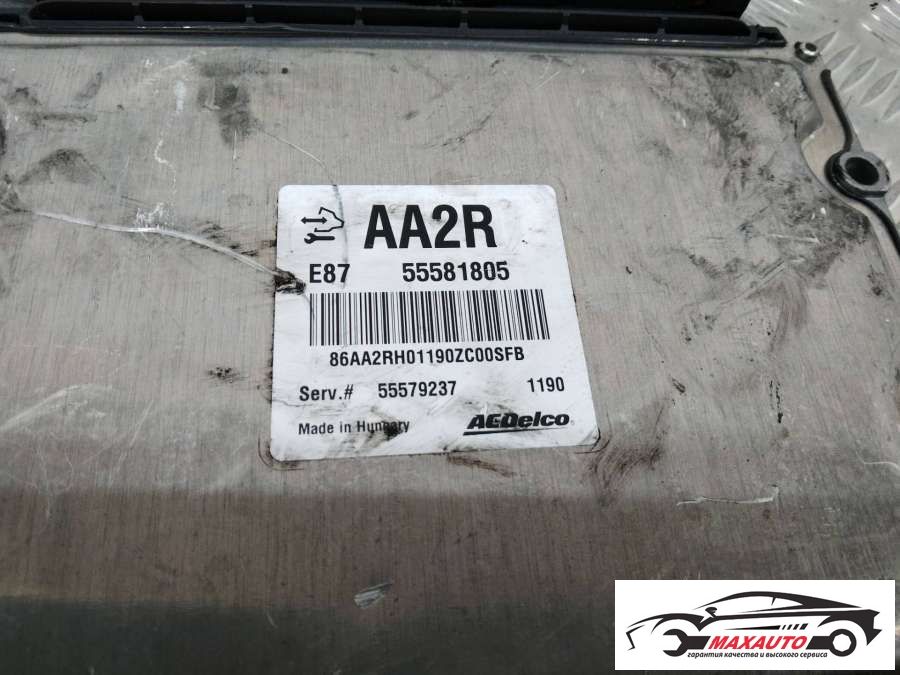 AA2R
E87 55581805
86AA2RH01190ZC00SFB
Serv.# 55579237 1190
Made in Hungary ACDelco
MAXAUTO
гарантия качества и высокого сервиса